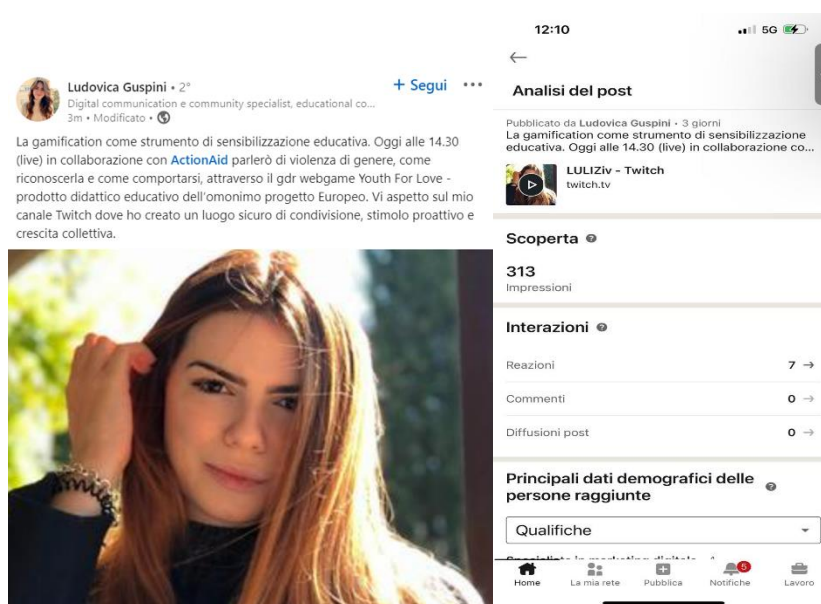 Ludovica Guspini • 2°
+ Segui
Digital communication e community specialist, educational co...
3m • Modificato •
La gamification come strumento di sensibilizzazione educativa. Oggi alle 14.30
(live) in collaborazione con ActionAid parlerò di violenza di genere, come
riconoscerla e come comportarsi, attraverso il gdr webgame Youth For Love -
prodotto didattico educativo dell'omonimo progetto Europeo. Vi aspetto sul mio
canale Twitch dove ho creato un luogo sicuro di condivisione, stimolo proattivo e
crescita collettiva.
12:10
5G
Analisi del post
Pubblicato da Ludovica Guspini • 3 giorni
La gamification come strumento di sensibilizzazione
educativa. Oggi alle 14.30 (live) in collaborazione co...
LULIZiv - Twitch
twitch.tv
Scoperta
313
Impressioni
Interazioni
Reazioni 7
Commenti 0
Diffusioni post 0
Principali dati demografici delle
persone raggiunte
Qualifiche
5
Home La mia rete Pubblica Notifiche Lavoro